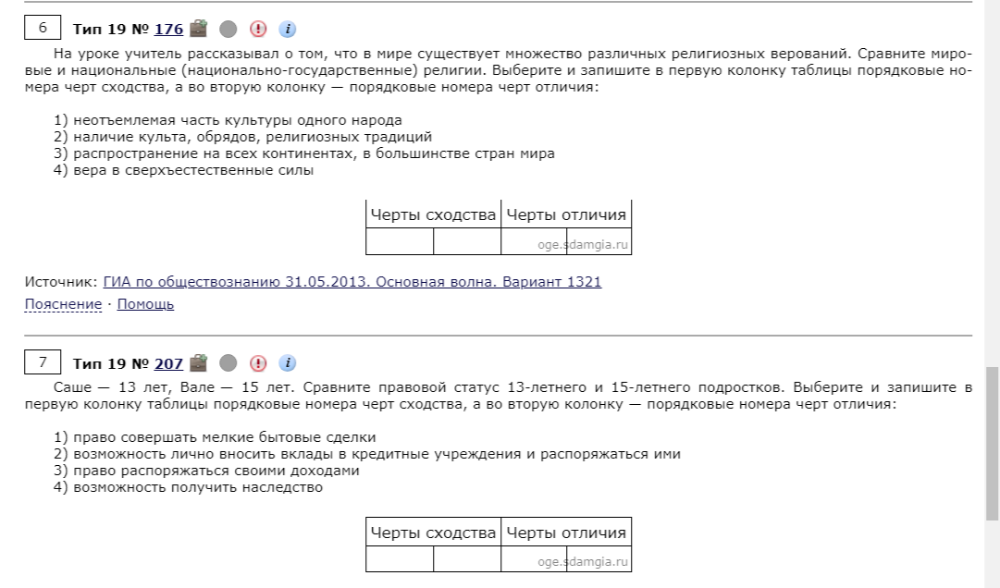 6 Тип 19 № 176 i
На уроке учитель рассказывал о том, что в мире существует множество различных религиозных верований. Сравните миро-
вые и национальные (национально-государственные) религии. Выберите и запишите в первую колонку таблицы порядковые но-
мера черт сходства, а во вторую колонку — порядковые номера черт отличия:
1) неотъемлемая часть культуры одного народа
2) наличие культа, обрядов, религиозных традиций
3) распространение на всех континентах, в большинстве стран мира
4) вера в сверхъестественные силы
Черты сходства Черты отличия
oge.sdamgia.ru
Источник: ГИА по обществознанию 31.05.2013. Основная волна. Вариант 1321
Пояснение · Помощь
7 Тип 19 № 207 i
Саше — 13 лет, Вале — 15 лет. Сравните правовой статус 13-летнего и 15-летнего подростков. Выберите и запишите в
первую колонку таблицы порядковые номера черт сходства, а во вторую колонку — порядковые номера черт отличия:
1) право совершать мелкие бытовые сделки
2) возможность лично вносить вклады в кредитные учреждения и распоряжаться ими
3) право распоряжаться своими доходами
4) возможность получить наследство
Черты сходства Черты отличия
oge.sdamgia.ru